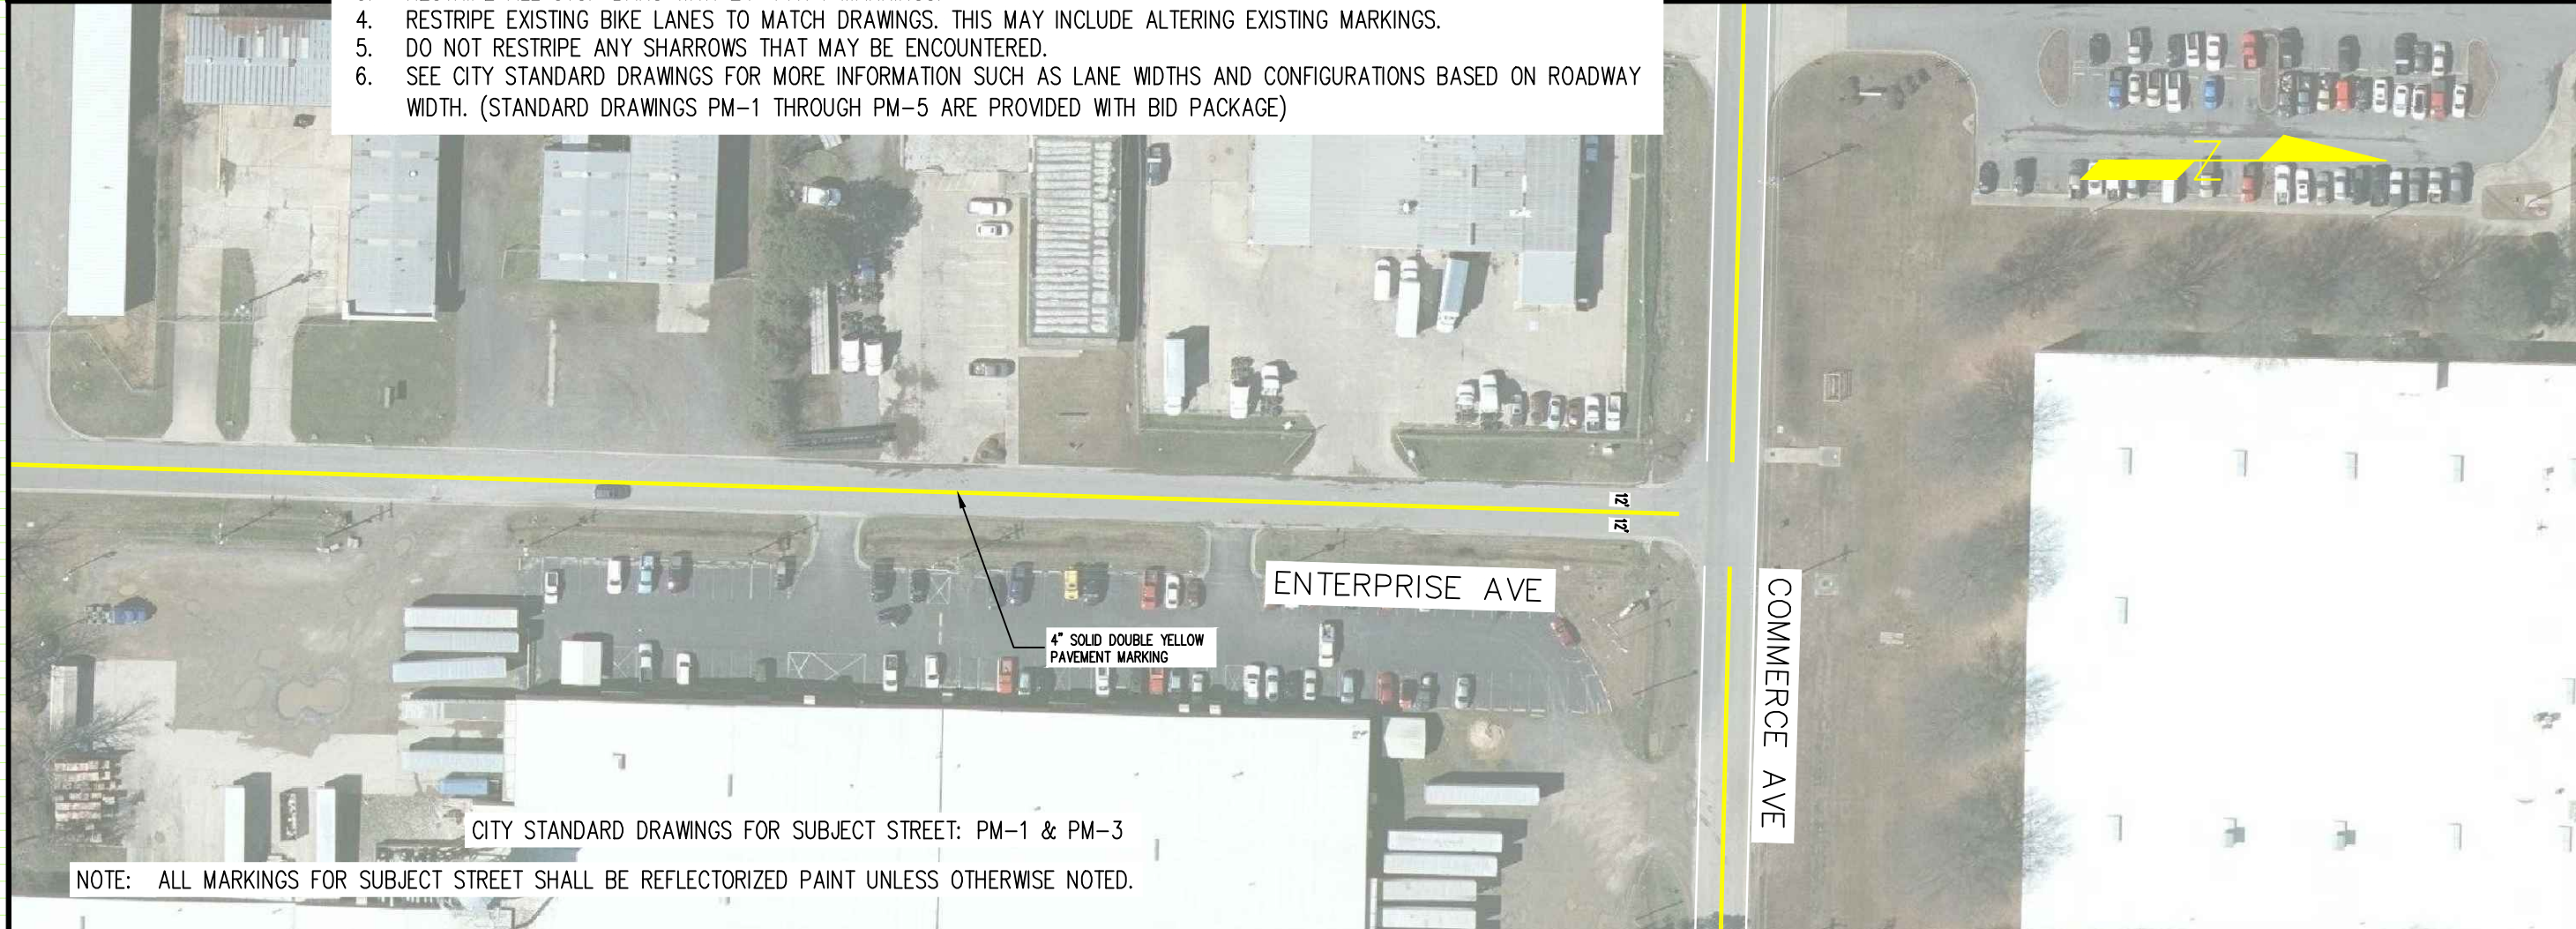 4. RESTRIPE EXISTING BIKE LANES TO MATCH DRAWINGS. THIS MAY INCLUDE ALTERING EXISTING MARKINGS.
5. DO NOT RESTRIPE ANY SHARROWS THAT MAY BE ENCOUNTERED.
6. SEE CITY STANDARD DRAWINGS FOR MORE INFORMATION SUCH AS LANE WIDTHS AND CONFIGURATIONS BASED ON ROADWAY
WIDTH. (STANDARD DRAWINGS PM-1 THROUGH PM-5 ARE PROVIDED WITH BID PACKAGE)
N
12'
12'
ENTERPRISE AVE
COMMERCE AVE
4" SOLID DOUBLE YELLOW
PAVEMENT MARKING
CITY STANDARD DRAWINGS FOR SUBJECT STREET: PM-1 & PM-3
NOTE: ALL MARKINGS FOR SUBJECT STREET SHALL BE REFLECTORIZED PAINT UNLESS OTHERWISE NOTED.